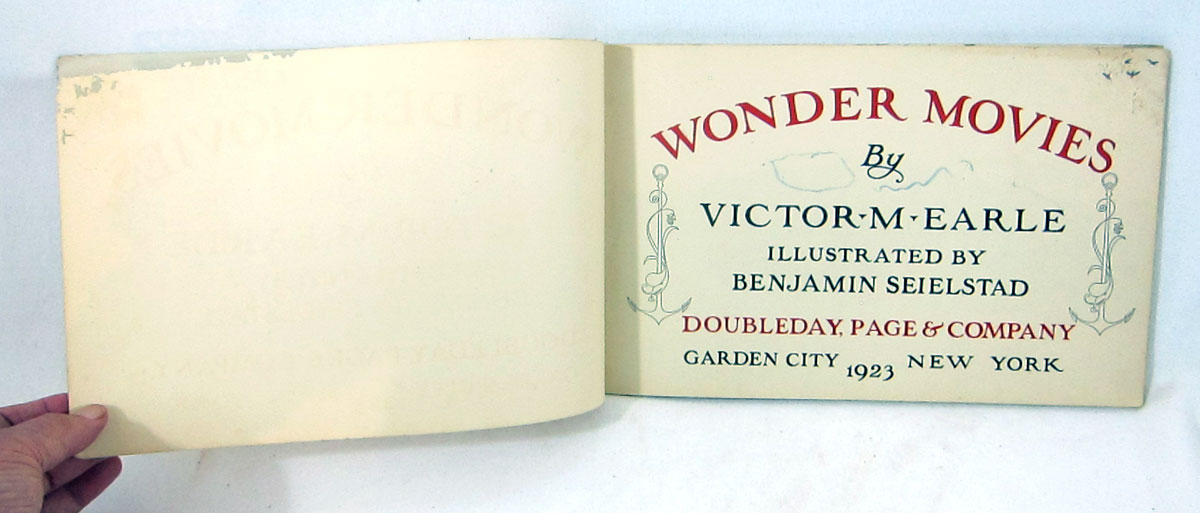 WONDER MOVIES
By
VICTOR·M·EARLE
ILLUSTRATED BY
BENJAMIN SEIELSTAD
DOUBLEDAY, PAGE & COMPANY
GARDEN CITY 1923 NEW YORK